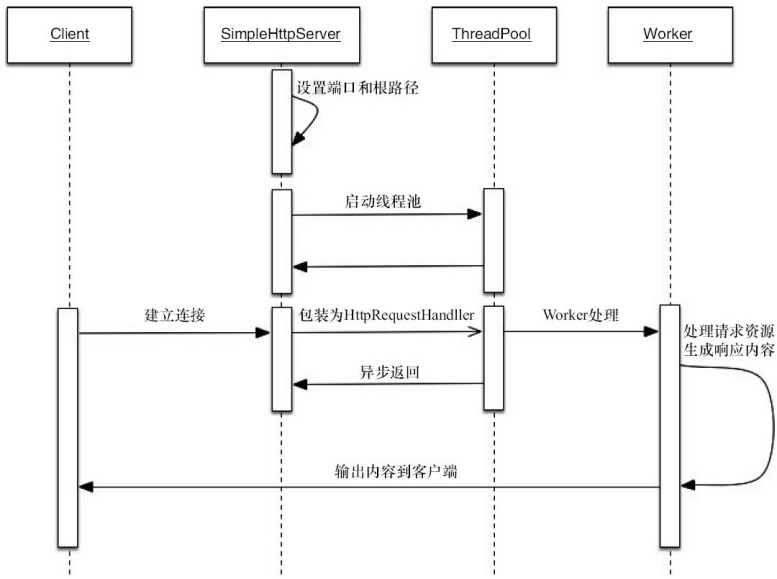 Client
SimpleHttpServer
ThreadPool
Worker
设置端口和根路径
启动线程池
建立连接
包装为HttpRequestHandller
Worker处理
处理请求资源
生成响应内容
异步返回
输出内容到客户端